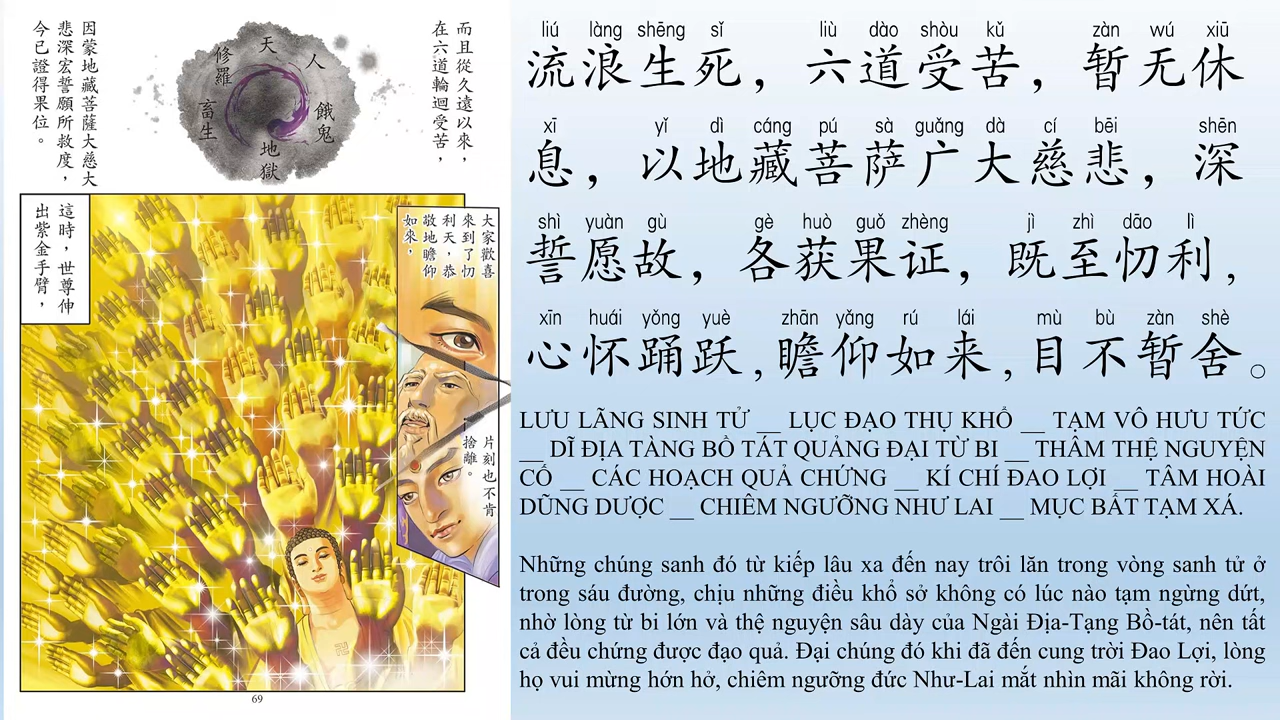 而且從久遠以來，
在六道輪迴受苦，
天
人
餓鬼
地獄
畜生
修羅
因蒙地藏菩薩大慈大
悲深宏誓願所救度，
今已證得果位。
大家歡喜
來到了忉
利天，恭
敬地瞻仰
如來，
片刻也不肯
捨離。
這時，世尊伸
出紫金手臂，
卍
69
liú làng shēng sǐ liù dào shòu kǔ zàn wú xiū
流浪生死，六道受苦，暂无休
xī yǐ dì cáng pú sà guǎng dà cí bēi shēn
息，以地藏菩萨广大慈悲，深
shì yuàn gù gè huò guǒ zhèng jì zhì dāo lì
誓愿故，各获果证，既至忉利，
xīn huái yǒng yuè zhān yǎng rú lái mù bù zàn shè
心怀踊跃,瞻仰如来,目不暂舍。
LƯU LÃNG SINH TỬ __ LỤC ĐẠO THỤ KHỔ __ TẠM VÔ HƯU TỨC
__ DĨ ĐỊA TÀNG BỒ TÁT QUẢNG ĐẠI TỪ BI __ THÂM THỆ NGUYỆN
CỐ __ CÁC HOẠCH QUẢ CHỨNG __ KÍ CHÍ ĐAO LỢI __ TÂM HOÀI
DŨNG DƯỢC __ CHIÊM NGƯỠNG NHƯ LAI __ MỤC BẤT TẠM XÁ.
Những chúng sanh đó từ kiếp lâu xa đến nay trôi lăn trong vòng sanh tử ở
trong sáu đường, chịu những điều khổ sở không có lúc nào tạm ngừng dứt,
nhờ lòng từ bi lớn và thệ nguyện sâu dày của Ngài Địa-Tạng Bồ-tát, nên tất
cả đều chứng được đạo quả. Đại chúng đó khi đã đến cung trời Đao Lợi, lòng
họ vui mừng hớn hở, chiêm ngưỡng đức Như-Lai mắt nhìn mãi không rời.